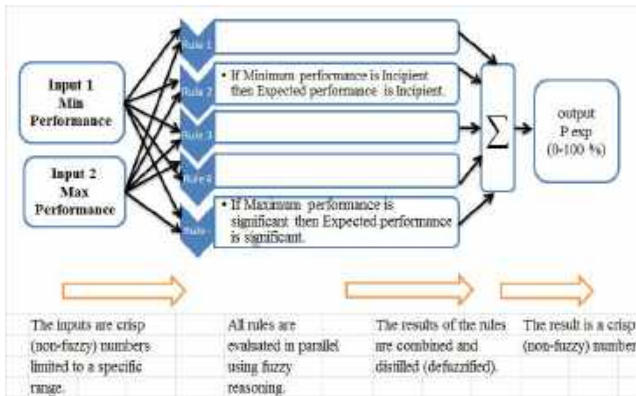 Input 1
Min
Performance
Input 2
Max
Performance
Rule 1
Rule 2
Rule 3
Rule 4
Rule
• If Minimum performance is Incipient
then Expected performance is Incipient.
• If Maximum performance is
significant then Expected performance
is significant.
∑
output
P exp
(0-100 %)
The inputs are crisp
(non-fuzzy) numbers
limited to a specific
range.
All rules are
evaluated in parallel
using fuzzy
reasoning.
The results of the rules
are combined and
distilled (defuzzified).
The result is a crisp
(non-fuzzy) number